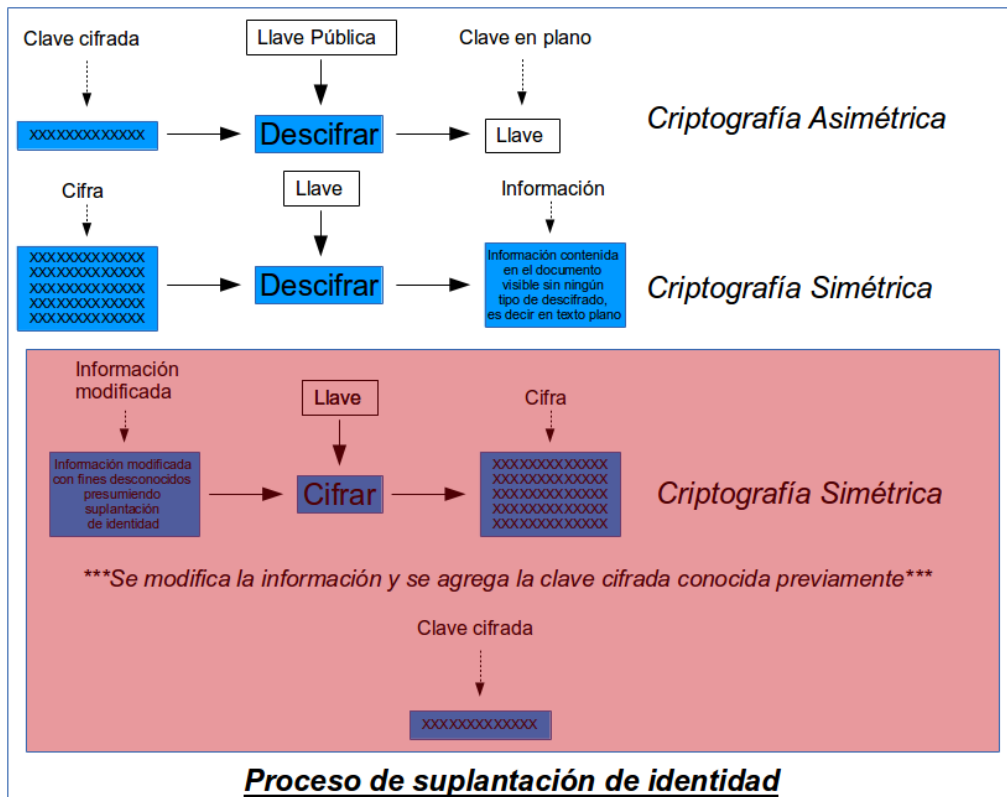 Clave cifrada
Llave Pública
Clave en plano
XXXXXXXXXXXXX
Descifrar
Llave
Criptografía Asimétrica
Cifra
Llave
Información
XXXXXXXXXXXXX
XXXXXXXXXXXXX
XXXXXXXXXXXXX
XXXXXXXXXXXXX
XXXXXXXXXXXXX
Descifrar
Información contenida
en el documento
visible sin ningún
tipo de descifrado,
es decir en texto plano
Criptografía Simétrica
Información
modificada
Llave
Cifra
Información modificada
con fines desconocidos
presumiendo
suplantación
de identidad
Cifrar
XXXXXXXXXXXXX
XXXXXXXXXXXXX
XXXXXXXXXXXXX
XXXXXXXXXXXXX
XXXXXXXXXXXXX
Criptografía Simétrica
***Se modifica la información y se agrega la clave cifrada conocida previamente***
Clave cifrada
XXXXXXXXXXXXX
Proceso de suplantación de identidad